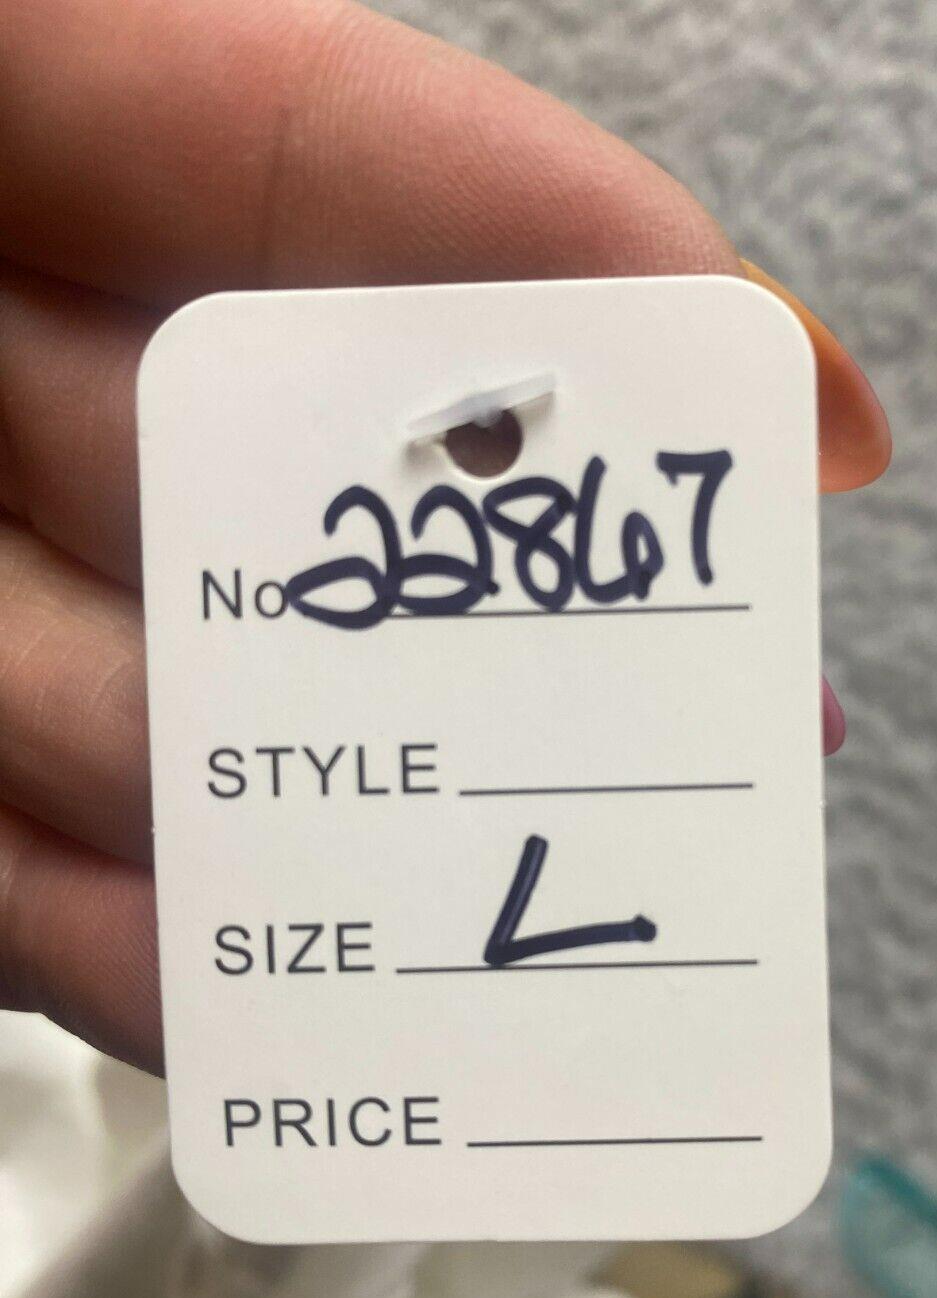 No 22867
STYLE
SIZE L
PRICE